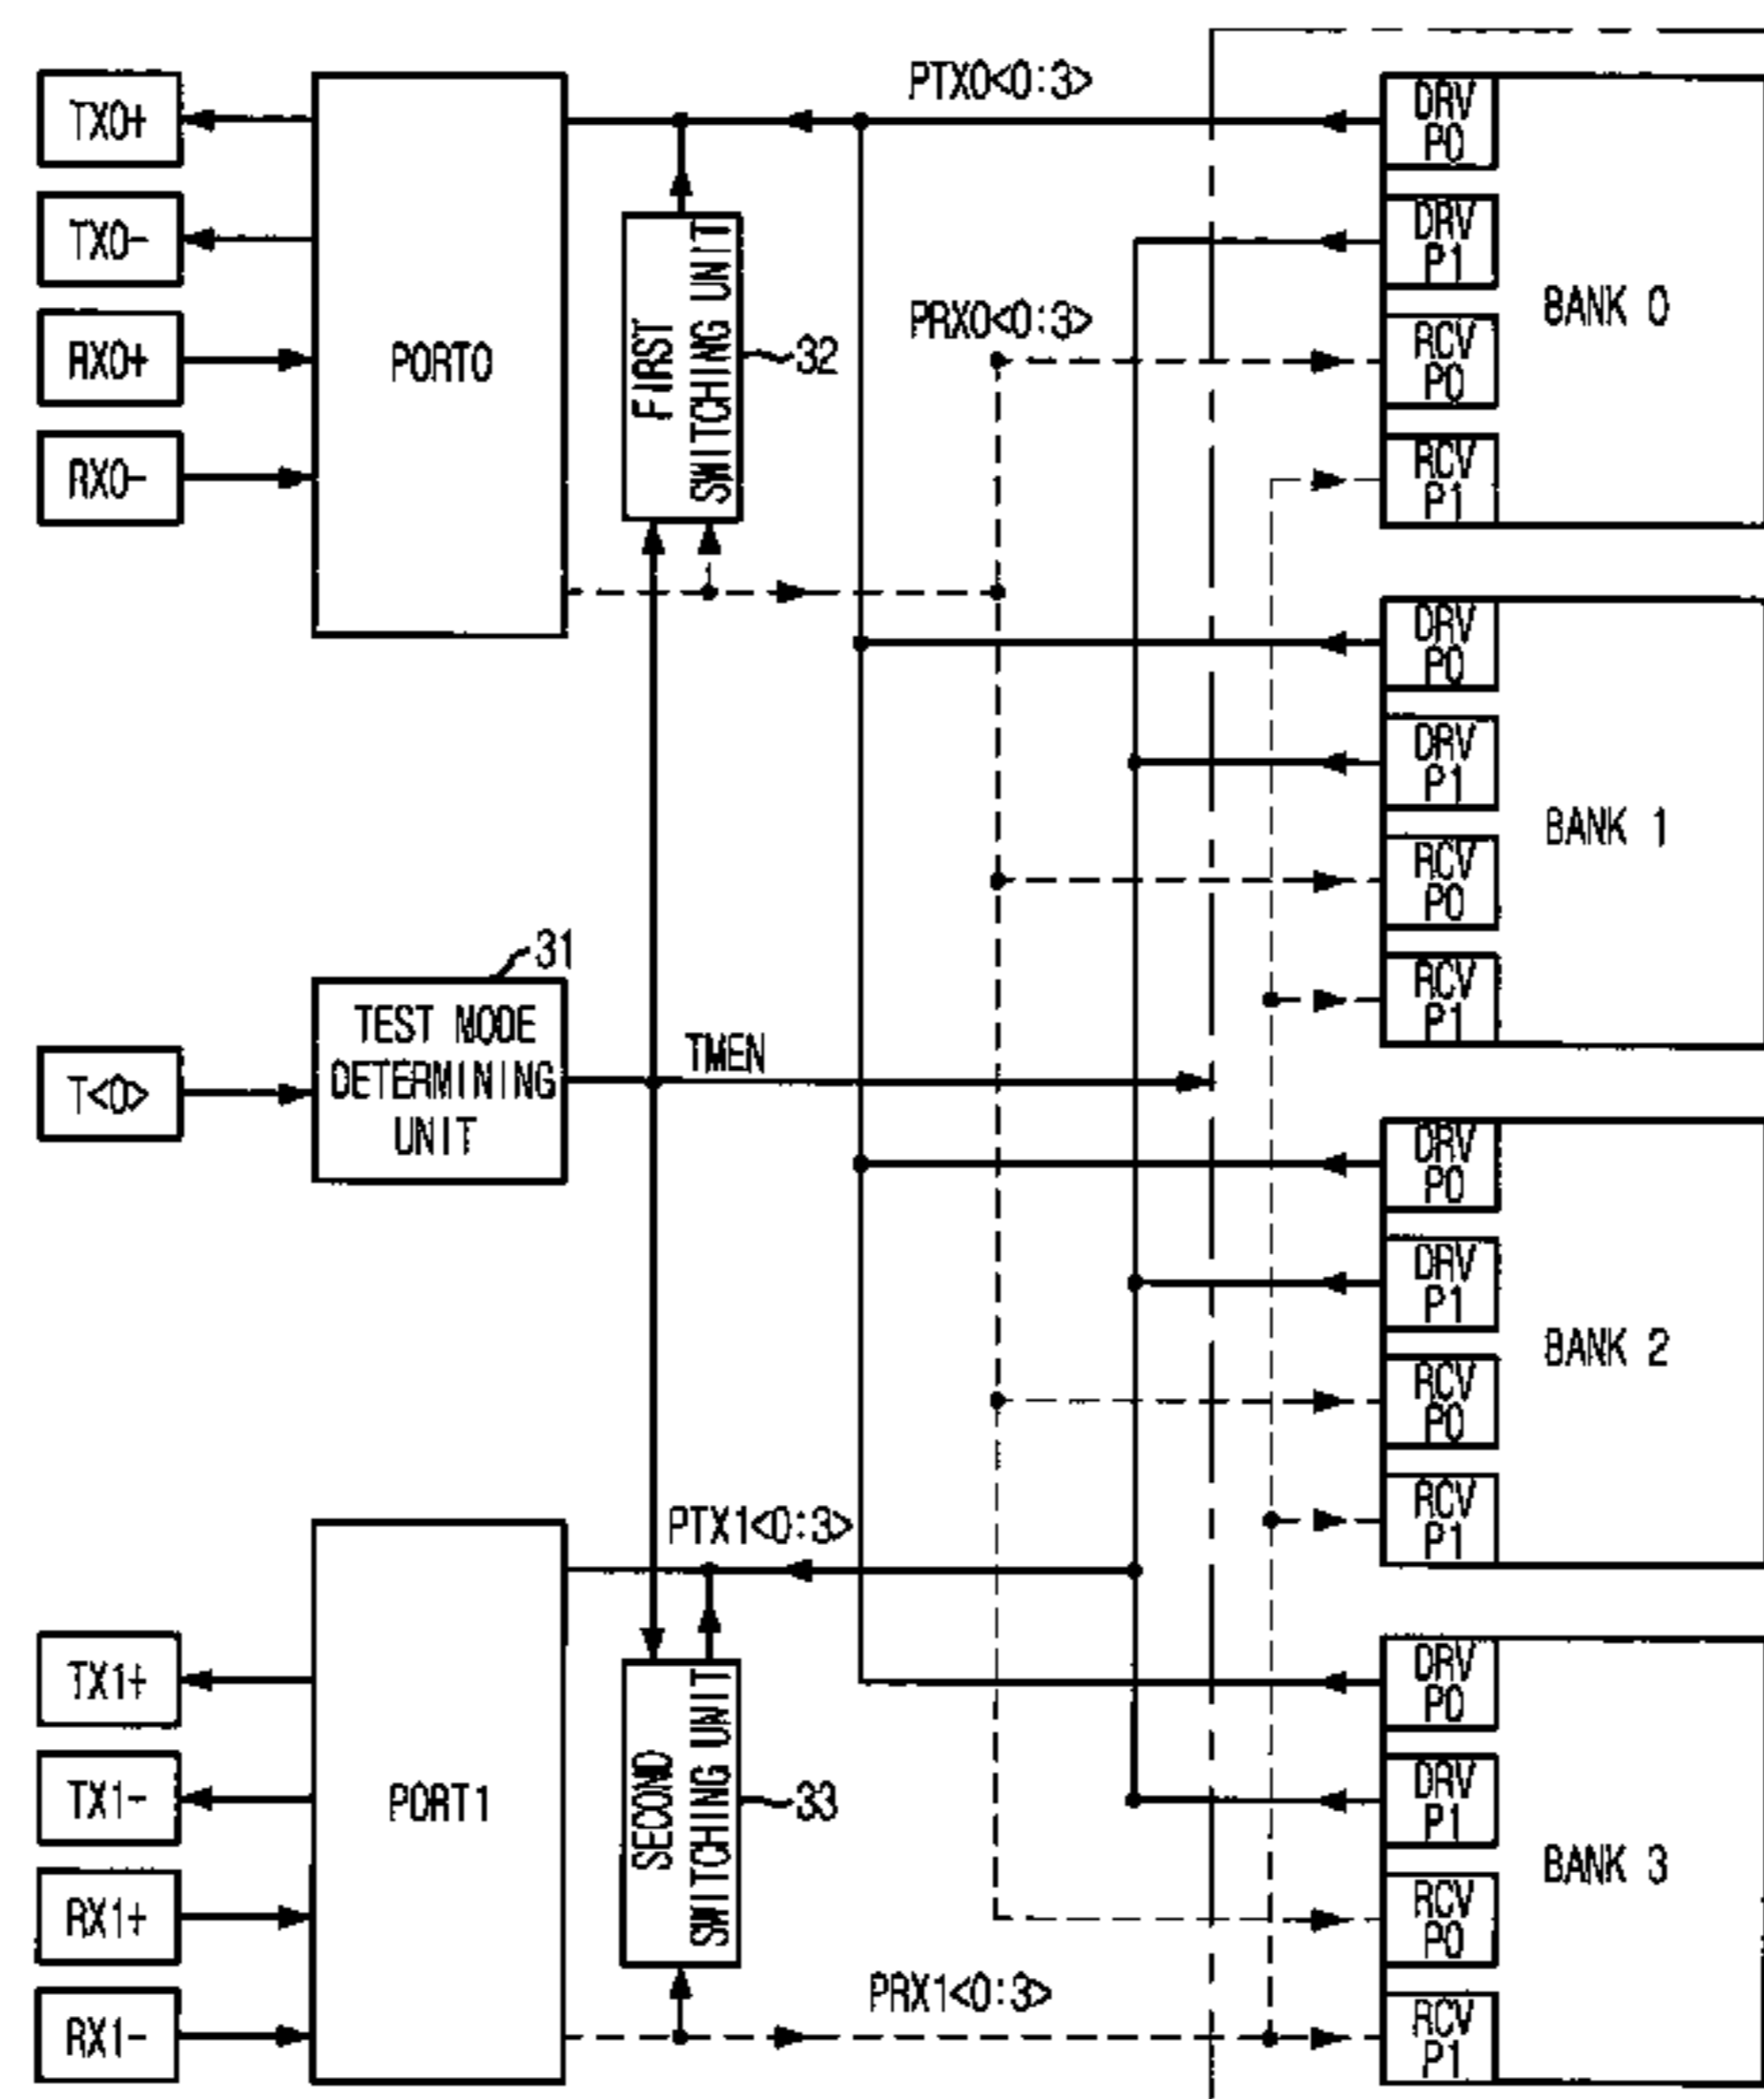 TX0+
TX0-
RX0+
RX0-
PORT0
FIRST
SWITCHING UNIT
32
PTX0<0:3>
PRX0<0:3>
DRV
P0
DRV
P1
RCV
P0
RCV
P1
BANK 0
DRV
P0
DRV
P1
RCV
P0
RCV
P1
BANK 1
31
T<0>
TEST MODE
DETERMINING
UNIT
TMEN
DRV
P0
DRV
P1
RCV
P0
RCV
P1
BANK 2
PTX1<0:3>
TX1+
TX1-
RX1+
RX1-
PORT1
SECOND
SWITCHING UNIT
33
PRX1<0:3>
DRV
P0
DRV
P1
RCV
P0
RCV
P1
BANK 3